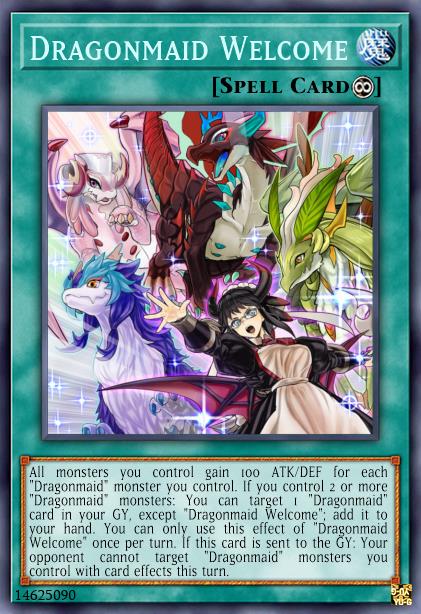 Dragonmaid Welcome
魔
[Spell Card]
All monsters you control gain 100 ATK/DEF for each
"Dragonmaid" monster you control. If you control 2 or more
"Dragonmaid" monsters: You can target 1 "Dragonmaid"
card in your GY, except "Dragonmaid Welcome"; add it to
your hand. You can only use this effect of "Dragonmaid
Welcome" once per turn. If this card is sent to the GY: Your
opponent cannot target "Dragonmaid" monsters you
control with card effects this turn.
14625090